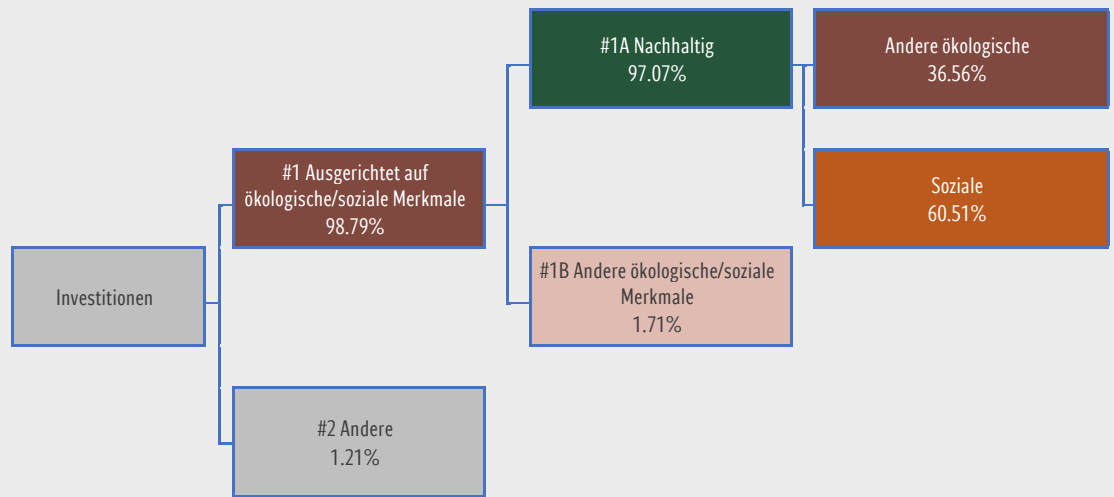 Investitionen
#1 Ausgerichtet auf
ökologische/soziale Merkmale
98.79%
#2 Andere
1.21%
#1A Nachhaltig
97.07%
#1B Andere ökologische/soziale
Merkmale
1.71%
Andere ökologische
36.56%
Soziale
60.51%